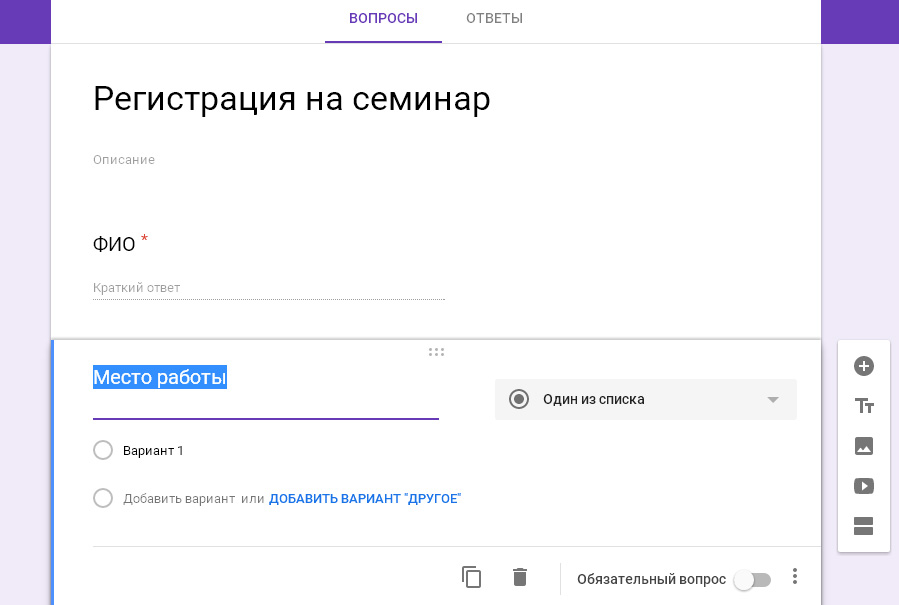 ВОПРОСЫ ОТВЕТЫ
Регистрация на семинар
Описание
ФИО *
Краткий ответ
Место работы
Один из списка
Вариант 1
Добавить вариант или ДОБАВИТЬ ВАРИАНТ "ДРУГОЕ"
Обязательный вопрос